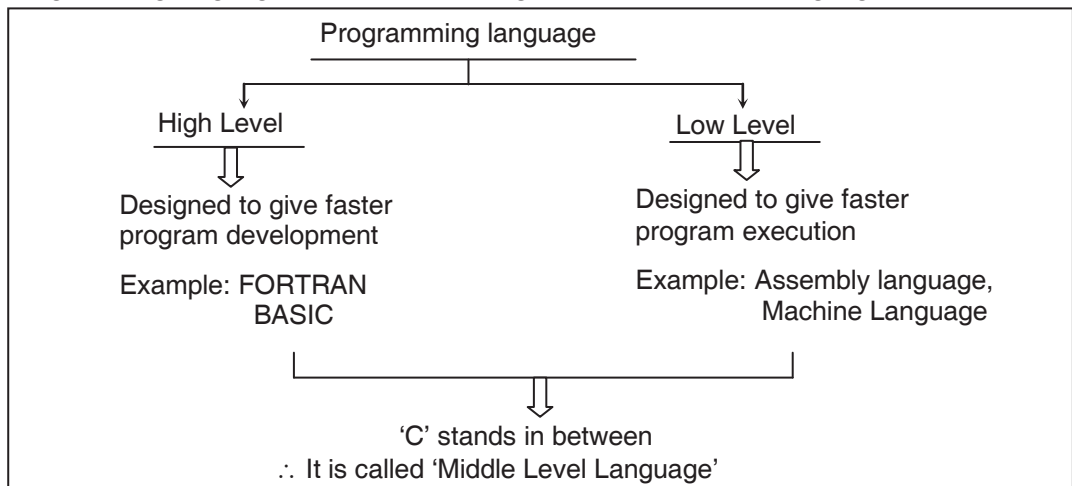 Programming language
High Level
Designed to give faster
program development
Example: FORTRAN
BASIC
Low Level
Designed to give faster
program execution
Example: Assembly language,
Machine Language
‘C’ stands in between
∴ It is called ‘Middle Level Language’